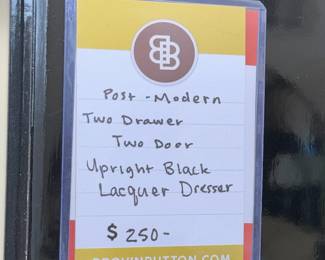 Post-Modern
Two Drawer
Two Door
Upright Black
Lacquer Dresser
$250-